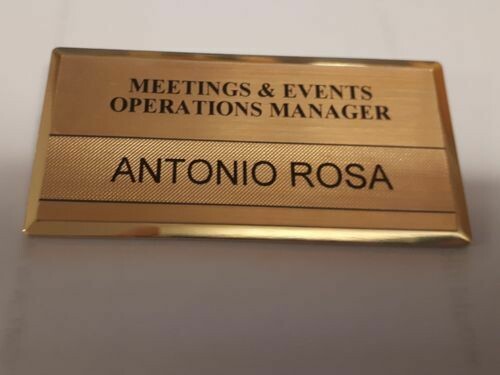 MEETINGS & EVENTS
OPERATIONS MANAGER
ANTONIO ROSA